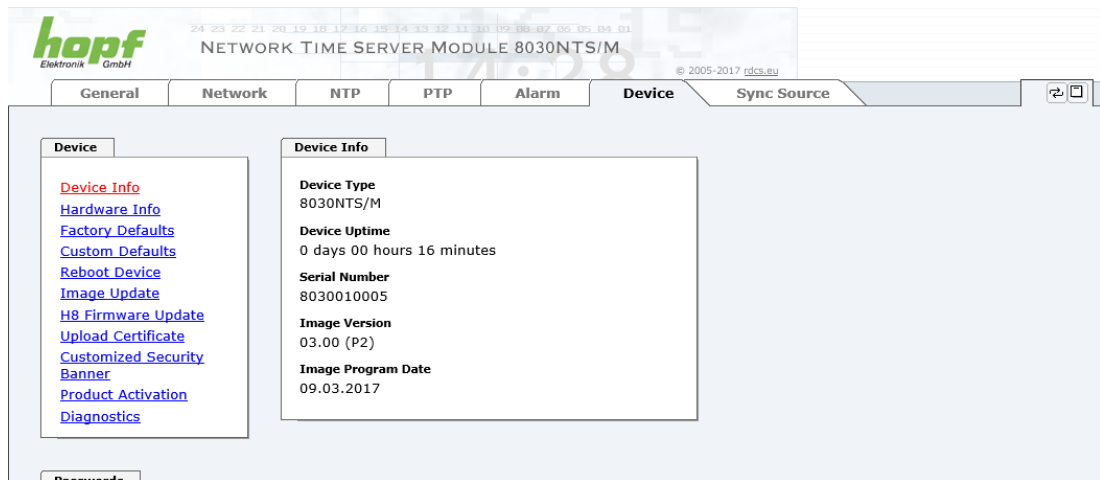 hopf
Elektronik GmbH
24 23 22 21 20 19 18 17 16 15 14 13 12 11 10 09 08 07 06 05 04 01
NETWORK TIME SERVER MODULE 8030NTS/M
14:28
© 2005-2017 rdcs.eu
General Network NTP PTP Alarm Device Sync Source
Device
Device Info
Hardware Info
Factory Defaults
Custom Defaults
Reboot Device
Image Update
H8 Firmware Update
Upload Certificate
Customized Security
Banner
Product Activation
Diagnostics
Device Info
Device Type
8030NTS/M
Device Uptime
0 days 00 hours 16 minutes
Serial Number
8030010005
Image Version
03.00 (P2)
Image Program Date
09.03.2017
Passwords